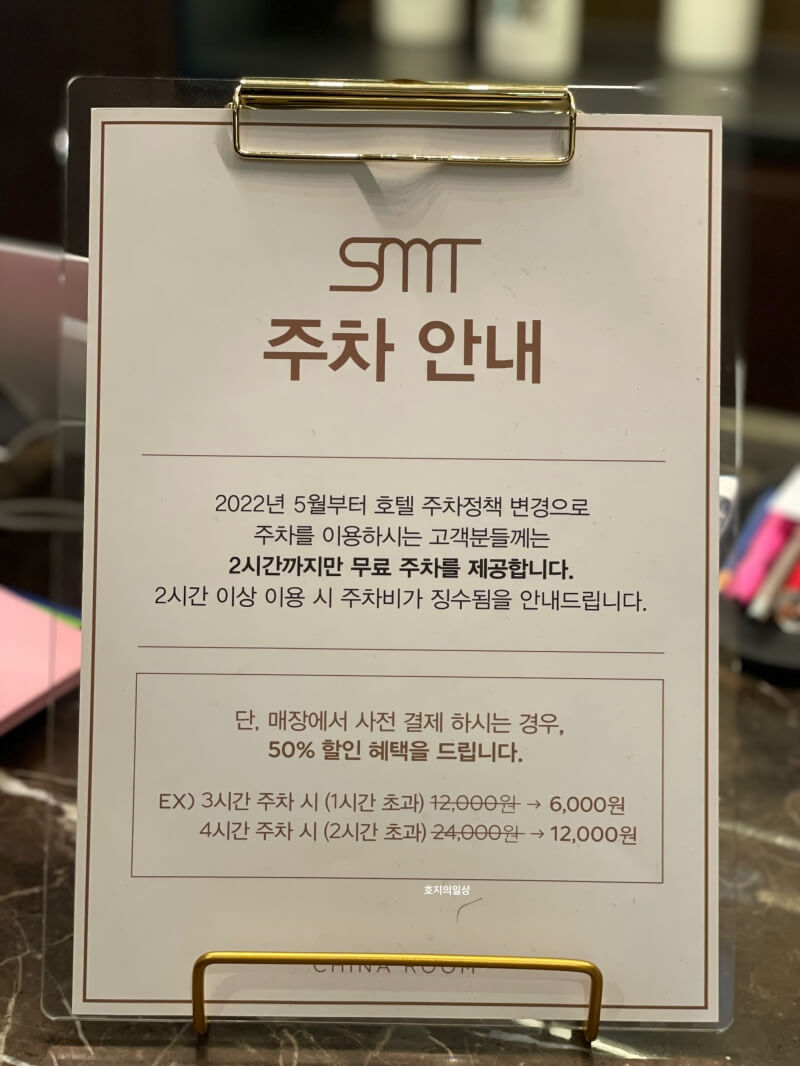 SMT
주차 안내
2022년 5월부터 호텔 주차정책 변경으로
주차를 이용하시는 고객분들께는
2시간까지만 무료 주차를 제공합니다.
2시간 이상 이용 시 주차비가 징수됨을 안내드립니다.
단, 매장에서 사전 결제 하시는 경우,
50% 할인 혜택을 드립니다.
EX) 3시간 주차 시 (1시간 초과) 12,000원 → 6,000원
4시간 주차 시 (2시간 초과) 24,000원 → 12,000원
호지의일상
CHINA ROOM